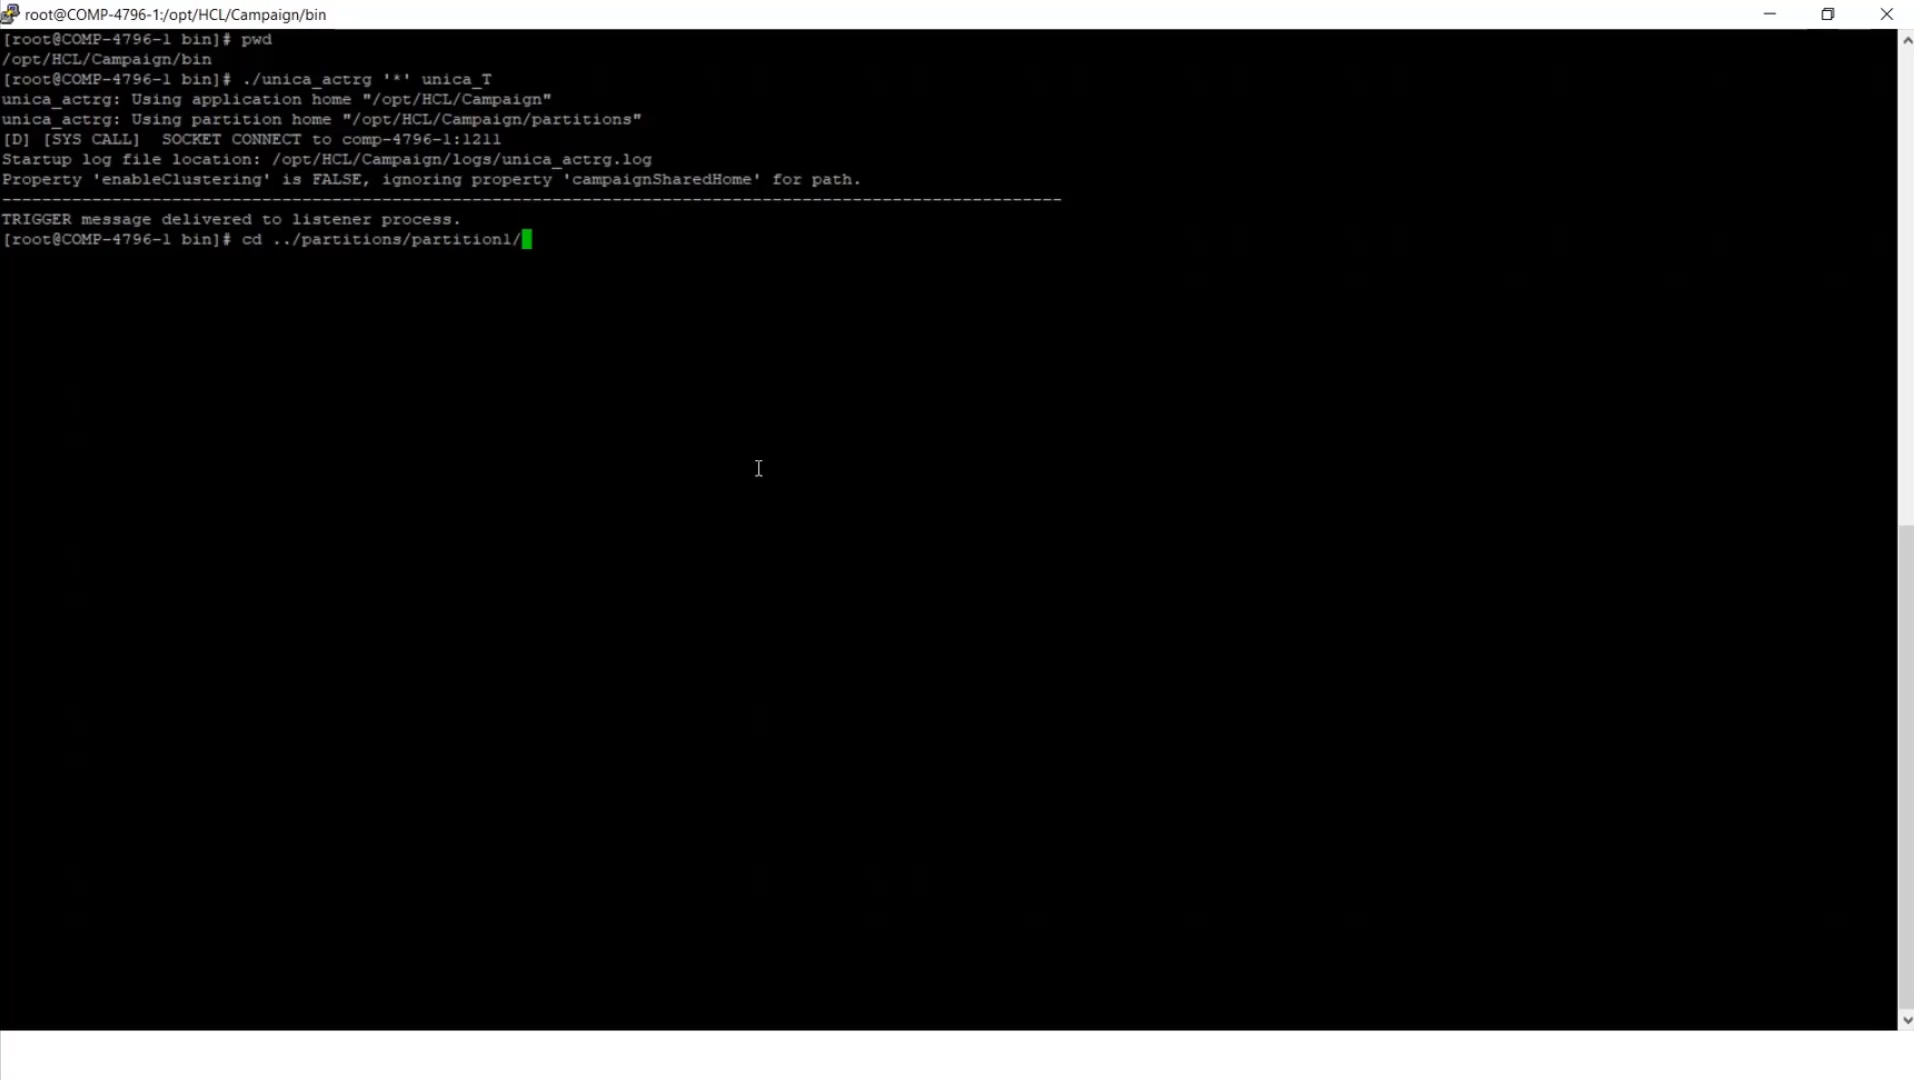 root@COMP-4796-1:/opt/HCL/Campaign/bin
[root@COMP-4796-1 bin]# pwd
/opt/HCL/Campaign/bin
[root@COMP-4796-1 bin]# ./unica_actrg '*' unica_T
unica_actrg: Using application home "/opt/HCL/Campaign"
unica_actrg: Using partition home "/opt/HCL/Campaign/partitions"
[D] [SYS CALL]  SOCKET CONNECT to comp-4796-1:1211
Startup log file location: /opt/HCL/Campaign/logs/unica_actrg.log
Property 'enableClustering' is FALSE, ignoring property 'campaignSharedHome' for path.
----------------------------------------------------------------------------------------------------------
TRIGGER message delivered to listener process.
[root@COMP-4796-1 bin]# cd ../partitions/partition1/